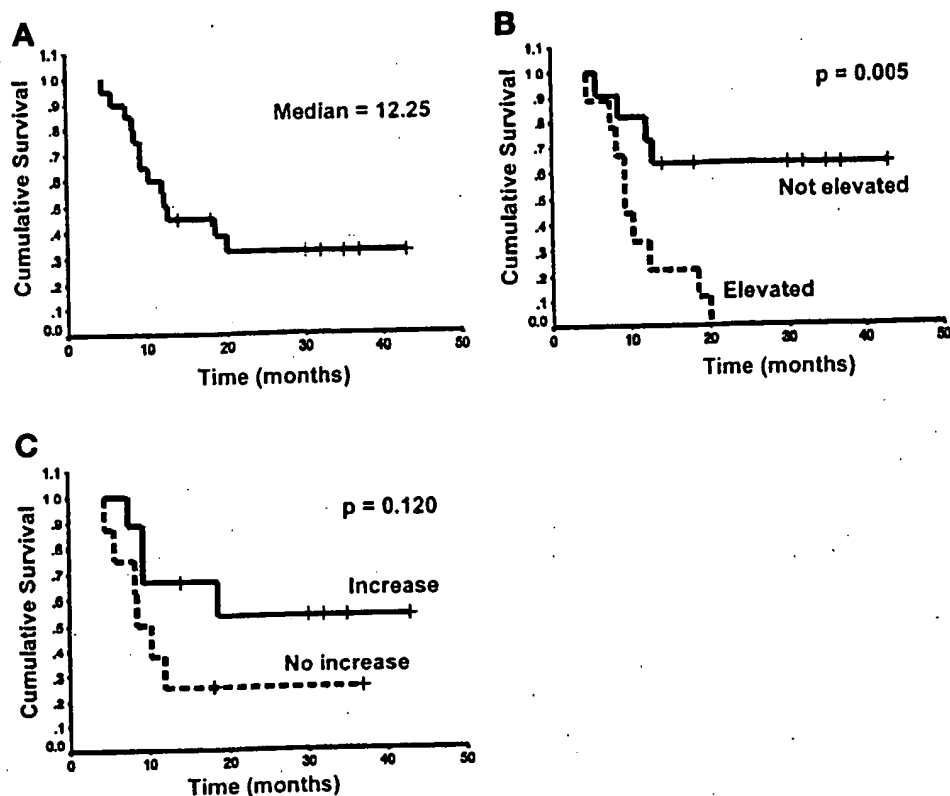 A
Cumulative Survival
1.1
1.0
.9
.8
.7
.6
.5
.4
.3
.2
.1
0.0
Median = 12.25
0 10 20 30 40 50
Time (months)
B
Cumulative Survival
1.1
1.0
.9
.8
.7
.6
.5
.4
.3
.2
.1
0.0
p = 0.005
Not elevated
Elevated
0 10 20 30 40 50
Time (months)
C
Cumulative Survival
1.1
1.0
.9
.8
.7
.6
.5
.4
.3
.2
.1
0.0
p = 0.120
Increase
No increase
0 10 20 30 40 50
Time (months)